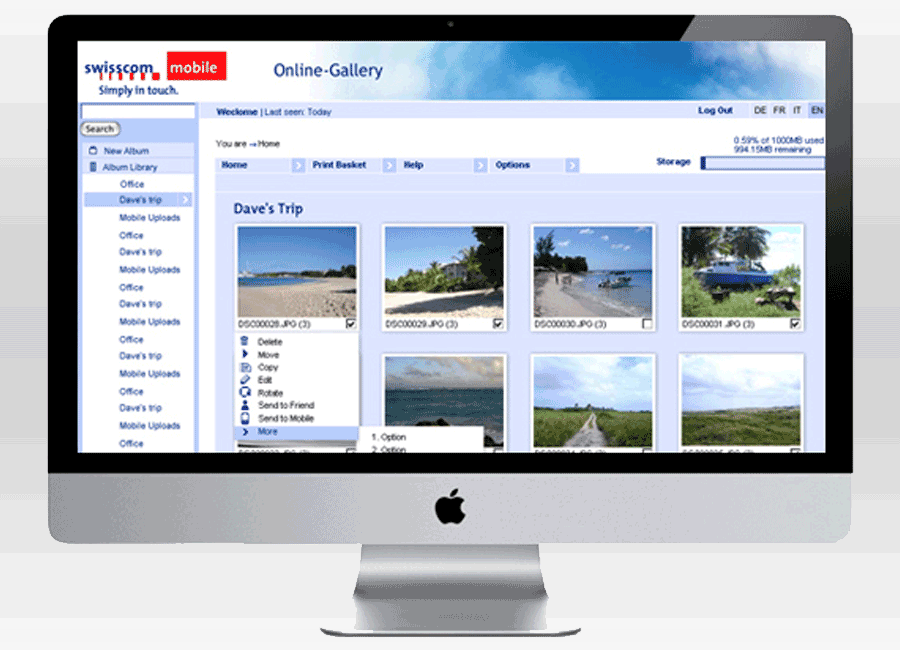 swisscom mobile
Simply in touch.
Online-Gallery
Welcome | Last seen: Today
Log Out DE FR IT EN
Search
You are → Home
0.59% of 1000MB used
994.15MB remaining
Home Print Basket Help Options
Storage
New Album
Album Library
Office
Dave's trip
Mobile Uploads
Office
Dave's trip
Mobile Uploads
Office
Dave's trip
Mobile Uploads
Office
Dave's trip
Mobile Uploads
Office
Dave's trip
Mobile Uploads
Office
Dave's Trip
DSC00028.JPG (3)
DSC00029.JPG (3)
DSC00030.JPG (3)
DSC00031.JPG (3)
Delete
Move
Copy
Edit
Rotate
Send to Friend
Send to Mobile
More
1. Option
2. Option